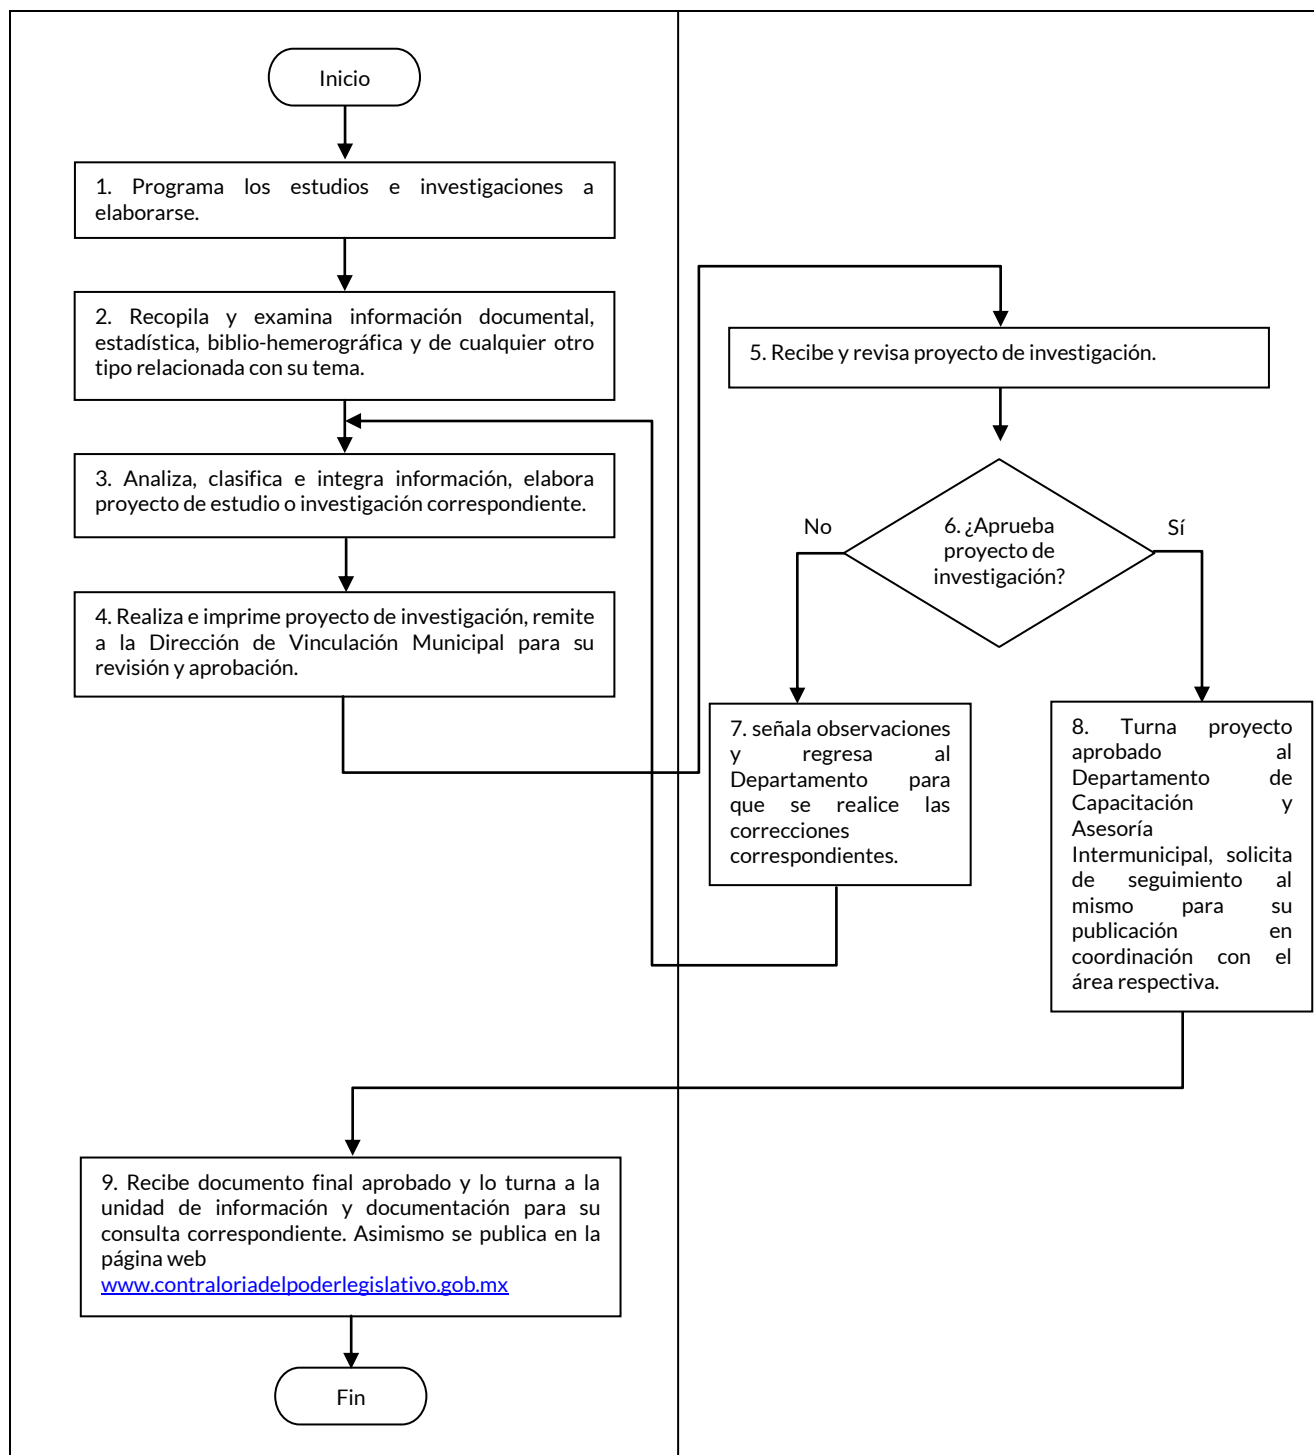 Inicio
1. Programa los estudios e investigaciones a
elaborarse.
2. Recopila y examina información documental,
estadística, biblio-hemerográfica y de cualquier otro
tipo relacionada con su tema.
3. Analiza, clasifica e integra información, elabora
proyecto de estudio o investigación correspondiente.
4. Realiza e imprime proyecto de investigación, remite
a la Dirección de Vinculación Municipal para su
revisión y aprobación.
5. Recibe y revisa proyecto de investigación.
6. ¿Aprueba
proyecto de
investigación?
No
Sí
7. señala observaciones
y regresa al
Departamento para
que se realice las
correcciones
correspondientes.
8. Turna proyecto
aprobado al
Departamento de
Capacitación y
Asesoría
Intermunicipal, solicita
de seguimiento al
mismo para su
publicación en
coordinación con el
área respectiva.
9. Recibe documento final aprobado y lo turna a la
unidad de información y documentación para su
consulta correspondiente. Asimismo se publica en la
página web
www.contraloriadelpoderlegislativo.gob.mx
Fin